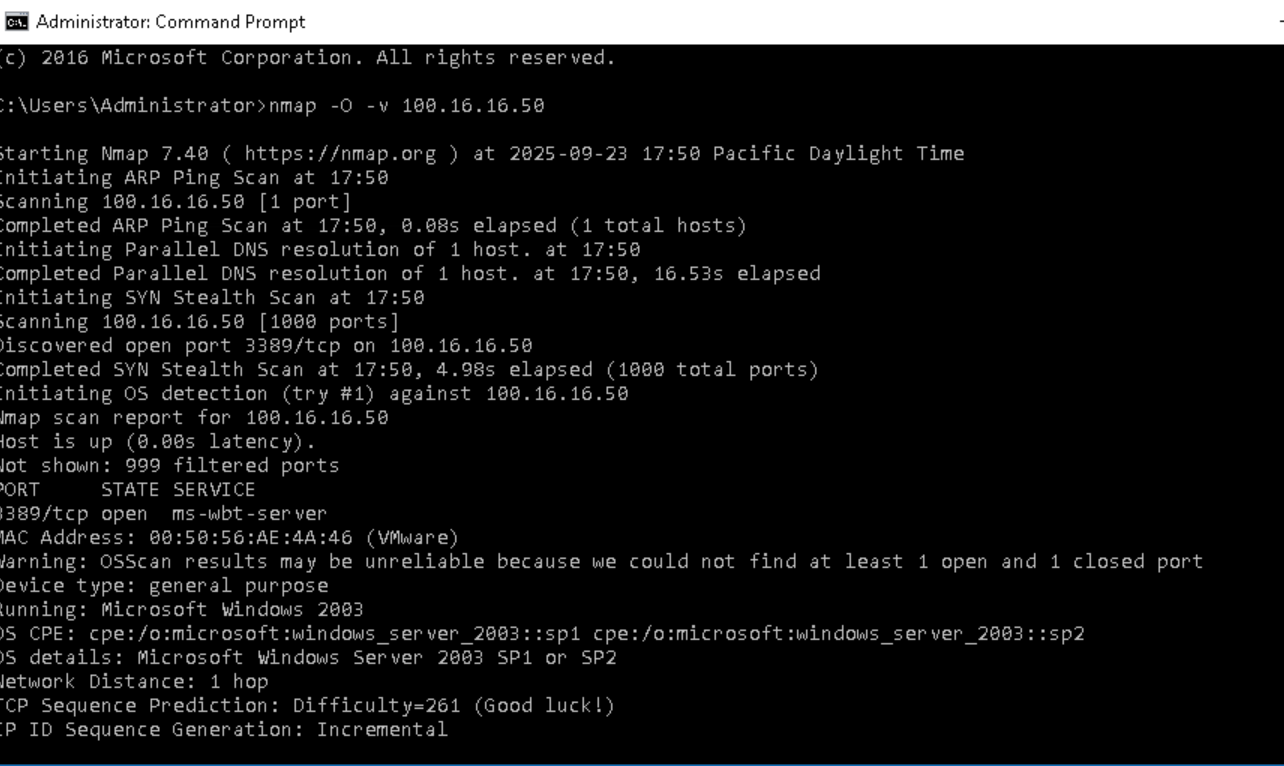 Administrator: Command Prompt
(c) 2016 Microsoft Corporation. All rights reserved.
C:\Users\Administrator>nmap -O -v 100.16.16.50
Starting Nmap 7.40 ( https://nmap.org ) at 2025-09-23 17:50 Pacific Daylight Time
Initiating ARP Ping Scan at 17:50
Scanning 100.16.16.50 [1 port]
Completed ARP Ping Scan at 17:50, 0.08s elapsed (1 total hosts)
Initiating Parallel DNS resolution of 1 host. at 17:50
Completed Parallel DNS resolution of 1 host. at 17:50, 16.53s elapsed
Initiating SYN Stealth Scan at 17:50
Scanning 100.16.16.50 [1000 ports]
Discovered open port 3389/tcp on 100.16.16.50
Completed SYN Stealth Scan at 17:50, 4.98s elapsed (1000 total ports)
Initiating OS detection (try #1) against 100.16.16.50
Nmap scan report for 100.16.16.50
Host is up (0.00s latency).
Not shown: 999 filtered ports
PORT     STATE SERVICE
3389/tcp open  ms-wbt-server
MAC Address: 00:50:56:AE:4A:46 (VMware)
Warning: OSScan results may be unreliable because we could not find at least 1 open and 1 closed port
Device type: general purpose
Running: Microsoft Windows 2003
OS CPE: cpe:/o:microsoft:windows_server_2003::sp1 cpe:/o:microsoft:windows_server_2003::sp2
OS details: Microsoft Windows Server 2003 SP1 or SP2
Network Distance: 1 hop
TCP Sequence Prediction: Difficulty=261 (Good luck!)
IP ID Sequence Generation: Incremental